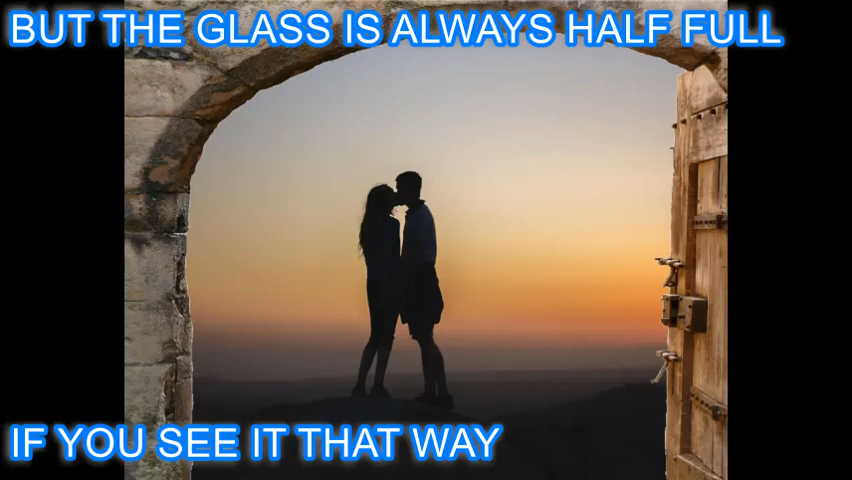 BUT THE GLASS IS ALWAYS HALF FULL
IF YOU SEE IT THAT WAY